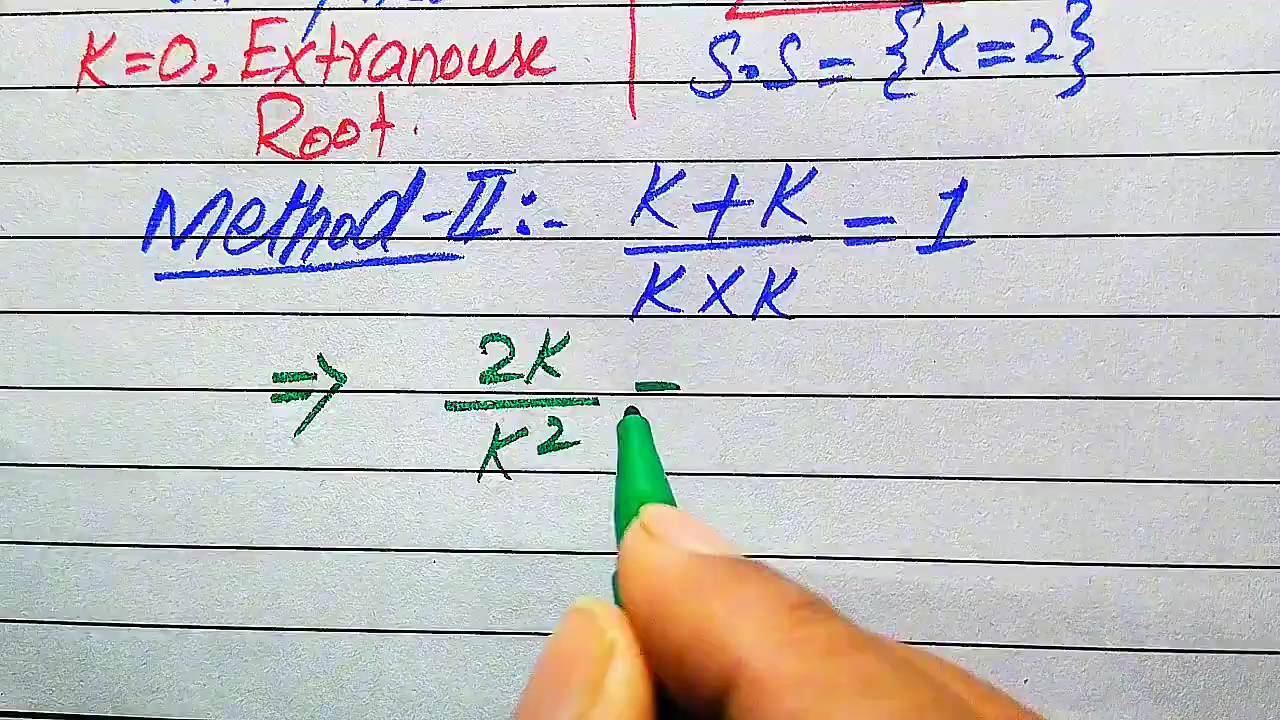 K=0, Extranouse
Root.
S.S = {K=2}
Method-II:- K+K / K×K = 1
⇒ 2K / K² -